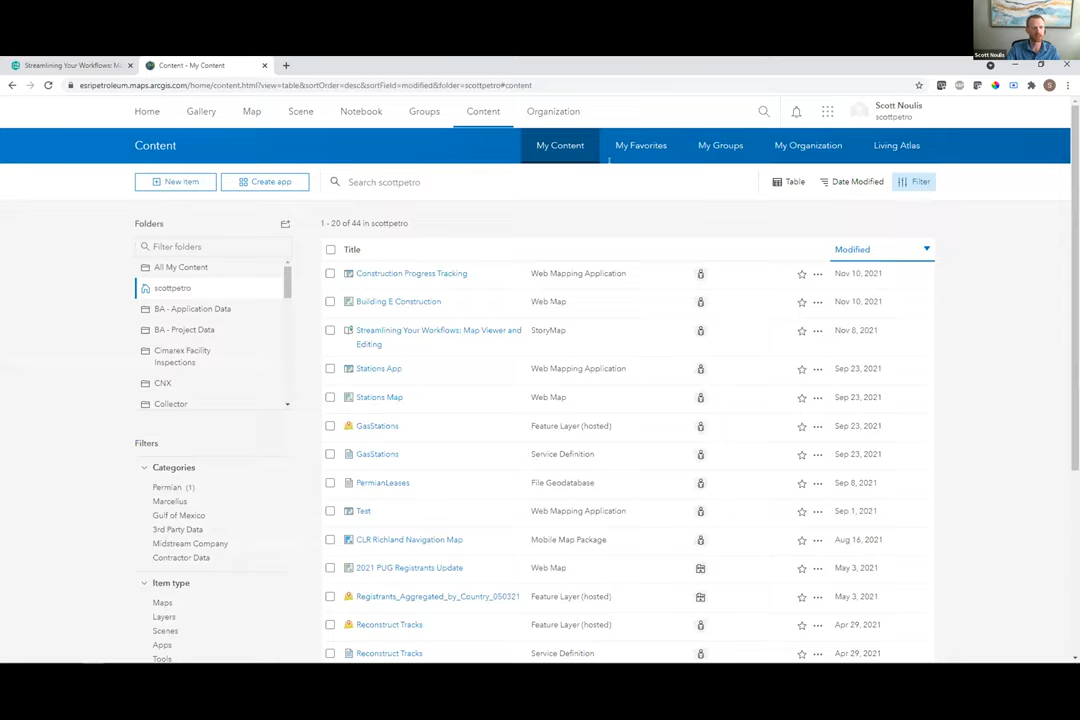 Scott Noulis
Streamlining Your Workflows: M
Content - My Content
esripetroleum.maps.arcgis.com/home/content.html?view=table&sortOrder=desc&sortField=modified&folder=scottpetro#content
S
Home Gallery Map Scene Notebook Groups Content Organization
Scott Noulis
scottpetro
Content
My Content My Favorites My Groups My Organization Living Atlas
New item
Create app
Search scottpetro
Table
Date Modified
Filter
Folders
1 - 20 of 44 in scottpetro
Filter folders
All My Content
scottpetro
BA - Application Data
BA - Project Data
Cimarex Facility
Inspections
CNX
Collector
Filters
Categories
Permian (1)
Marcellus
Gulf of Mexico
3rd Party Data
Midstream Company
Contractor Data
Item type
Maps
Layers
Scenes
Apps
Tools
Title Modified
Construction Progress Tracking Web Mapping Application Nov 10, 2021
Building E Construction Web Map Nov 10, 2021
Streamlining Your Workflows: Map Viewer and StoryMap Nov 8, 2021
Editing
Stations App Web Mapping Application Sep 23, 2021
Stations Map Web Map Sep 23, 2021
GasStations Feature Layer (hosted) Sep 23, 2021
GasStations Service Definition Sep 23, 2021
PermianLeases File Geodatabase Sep 8, 2021
Test Web Mapping Application Sep 1, 2021
CLR Richland Navigation Map Mobile Map Package Aug 16, 2021
2021 PUG Registrants Update Web Map May 3, 2021
Registrants_Aggregated_by_Country_050321 Feature Layer (hosted) May 3, 2021
Reconstruct Tracks Feature Layer (hosted) Apr 29, 2021
Reconstruct Tracks Service Definition Apr 29, 2021